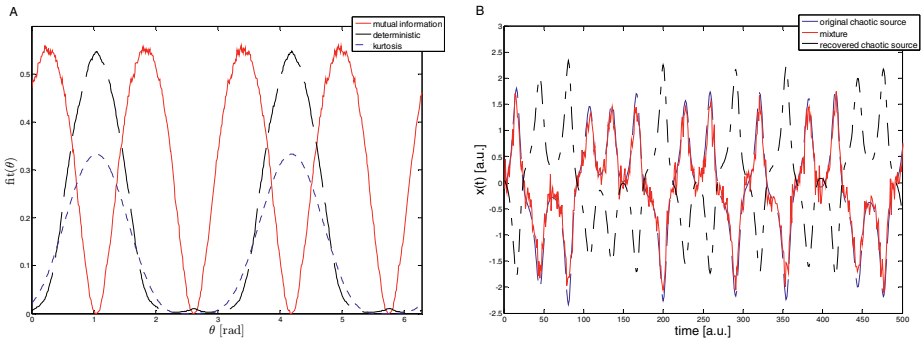 A
mutual information
deterministic
kurtosis
0.5
0.4
0.3
0.2
0.1
0
fit(θ)
0 1 2 3 4 5 6
θ [rad]
B
original chaotic source
mixture
recovered chaotic source
2.5
2
1.5
1
0.5
0
-0.5
-1
-1.5
-2
-2.5
x(t) [a.u.]
0 50 100 150 200 250 300 350 400 450 500
time [a.u.]